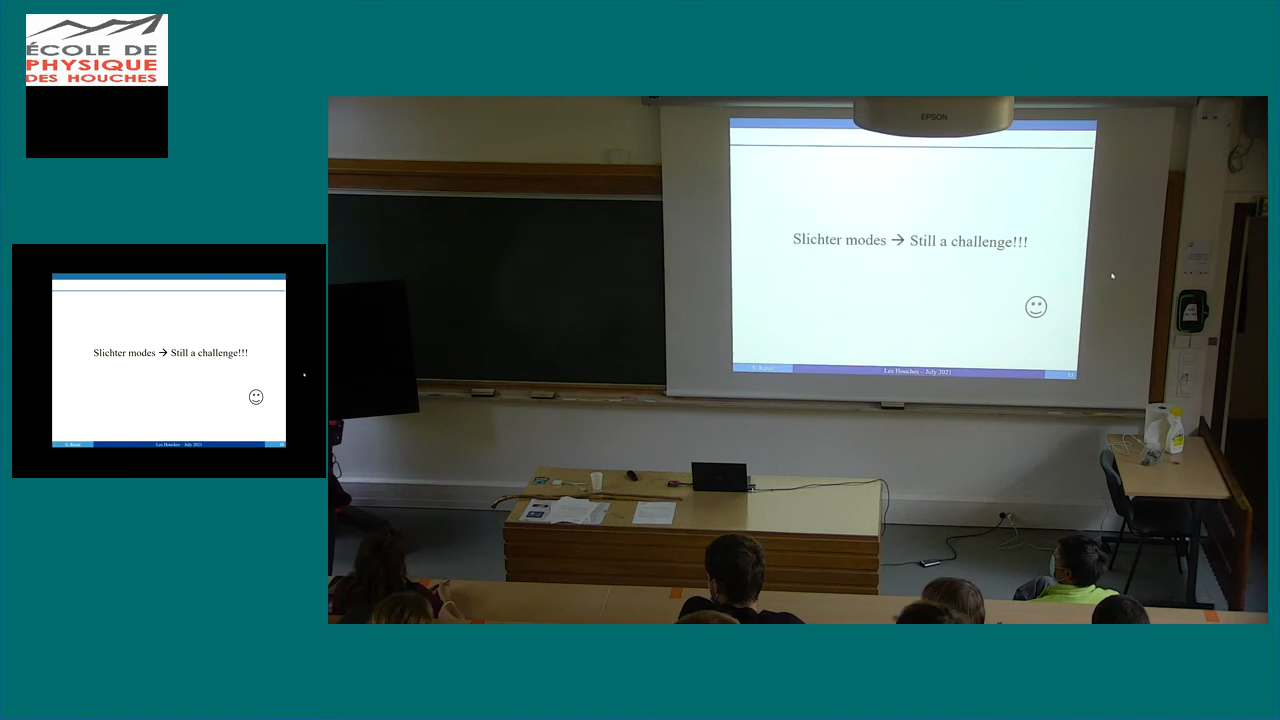 ÉCOLE DE
PHYSIQUE
DES HOUCHES
EPSON
Slichter modes → Still a challenge!!!
Les Houches - July 2021
Slichter modes → Still a challenge!!!
Les Houches - July 2021